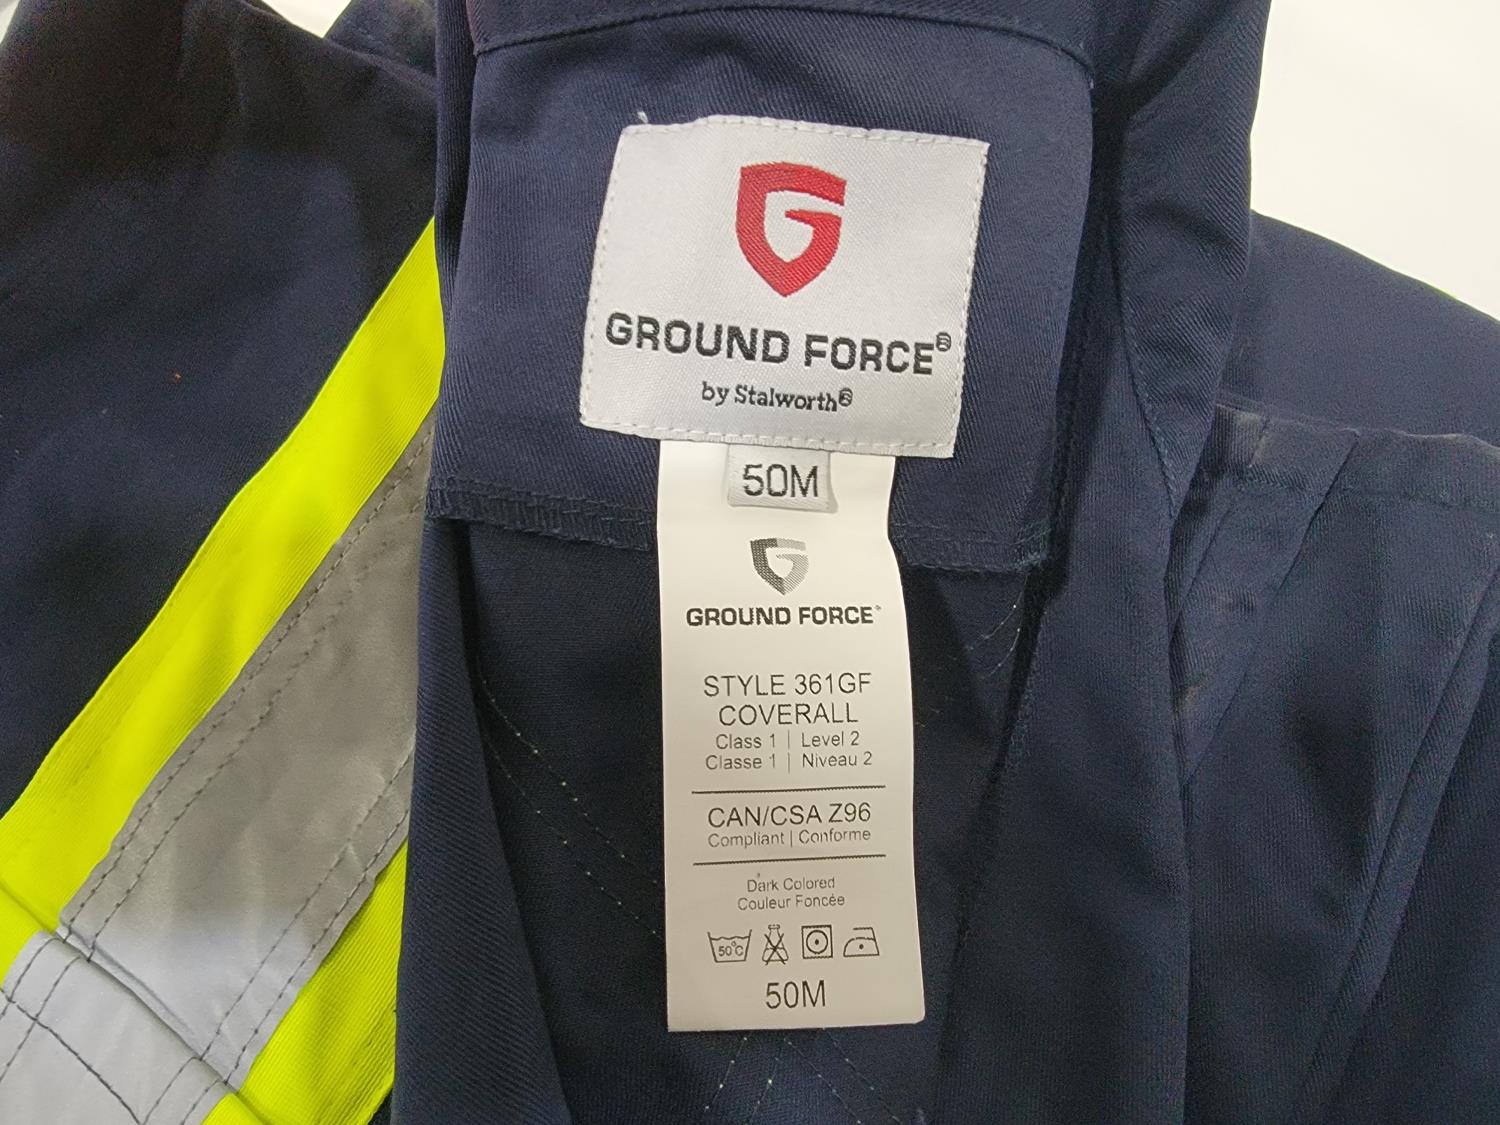 GROUND FORCE®
by Stalworth®
50M
GROUND FORCE®
STYLE 361GF
COVERALL
Class 1 | Level 2
Classe 1 | Niveau 2
CAN/CSA Z96
Compliant | Conforme
Dark Colored
Couleur Foncée
50°C
50M